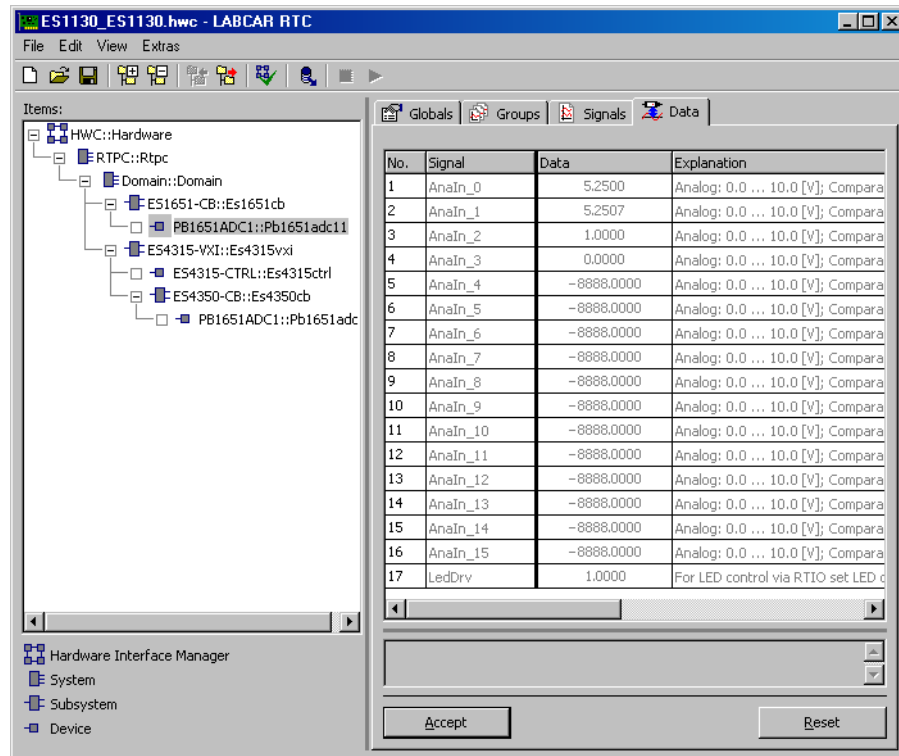 ES1130_ES1130.hwc - LABCAR RTC
File Edit View Extras
Items:
HWC::Hardware
RTPC::Rtpc
Domain::Domain
ES1651-CB::Es1651cb
PB1651ADC1::Pb1651adc11
ES4315-VXI::Es4315vxi
ES4315-CTRL::Es4315ctrl
ES4350-CB::Es4350cb
PB1651ADC1::Pb1651adc
Hardware Interface Manager
System
Subsystem
Device
Globals Groups Signals Data
No. Signal Data Explanation
1 AnaIn_0 5.2500 Analog: 0.0 ... 10.0 [V]; Compara
2 AnaIn_1 5.2507 Analog: 0.0 ... 10.0 [V]; Compara
3 AnaIn_2 1.0000 Analog: 0.0 ... 10.0 [V]; Compara
4 AnaIn_3 0.0000 Analog: 0.0 ... 10.0 [V]; Compara
5 AnaIn_4 -8888.0000 Analog: 0.0 ... 10.0 [V]; Compara
6 AnaIn_5 -8888.0000 Analog: 0.0 ... 10.0 [V]; Compara
7 AnaIn_6 -8888.0000 Analog: 0.0 ... 10.0 [V]; Compara
8 AnaIn_7 -8888.0000 Analog: 0.0 ... 10.0 [V]; Compara
9 AnaIn_8 -8888.0000 Analog: 0.0 ... 10.0 [V]; Compara
10 AnaIn_9 -8888.0000 Analog: 0.0 ... 10.0 [V]; Compara
11 AnaIn_10 -8888.0000 Analog: 0.0 ... 10.0 [V]; Compara
12 AnaIn_11 -8888.0000 Analog: 0.0 ... 10.0 [V]; Compara
13 AnaIn_12 -8888.0000 Analog: 0.0 ... 10.0 [V]; Compara
14 AnaIn_13 -8888.0000 Analog: 0.0 ... 10.0 [V]; Compara
15 AnaIn_14 -8888.0000 Analog: 0.0 ... 10.0 [V]; Compara
16 AnaIn_15 -8888.0000 Analog: 0.0 ... 10.0 [V]; Compara
17 LedDrv 1.0000 For LED control via RTIO set LED c
Accept Reset